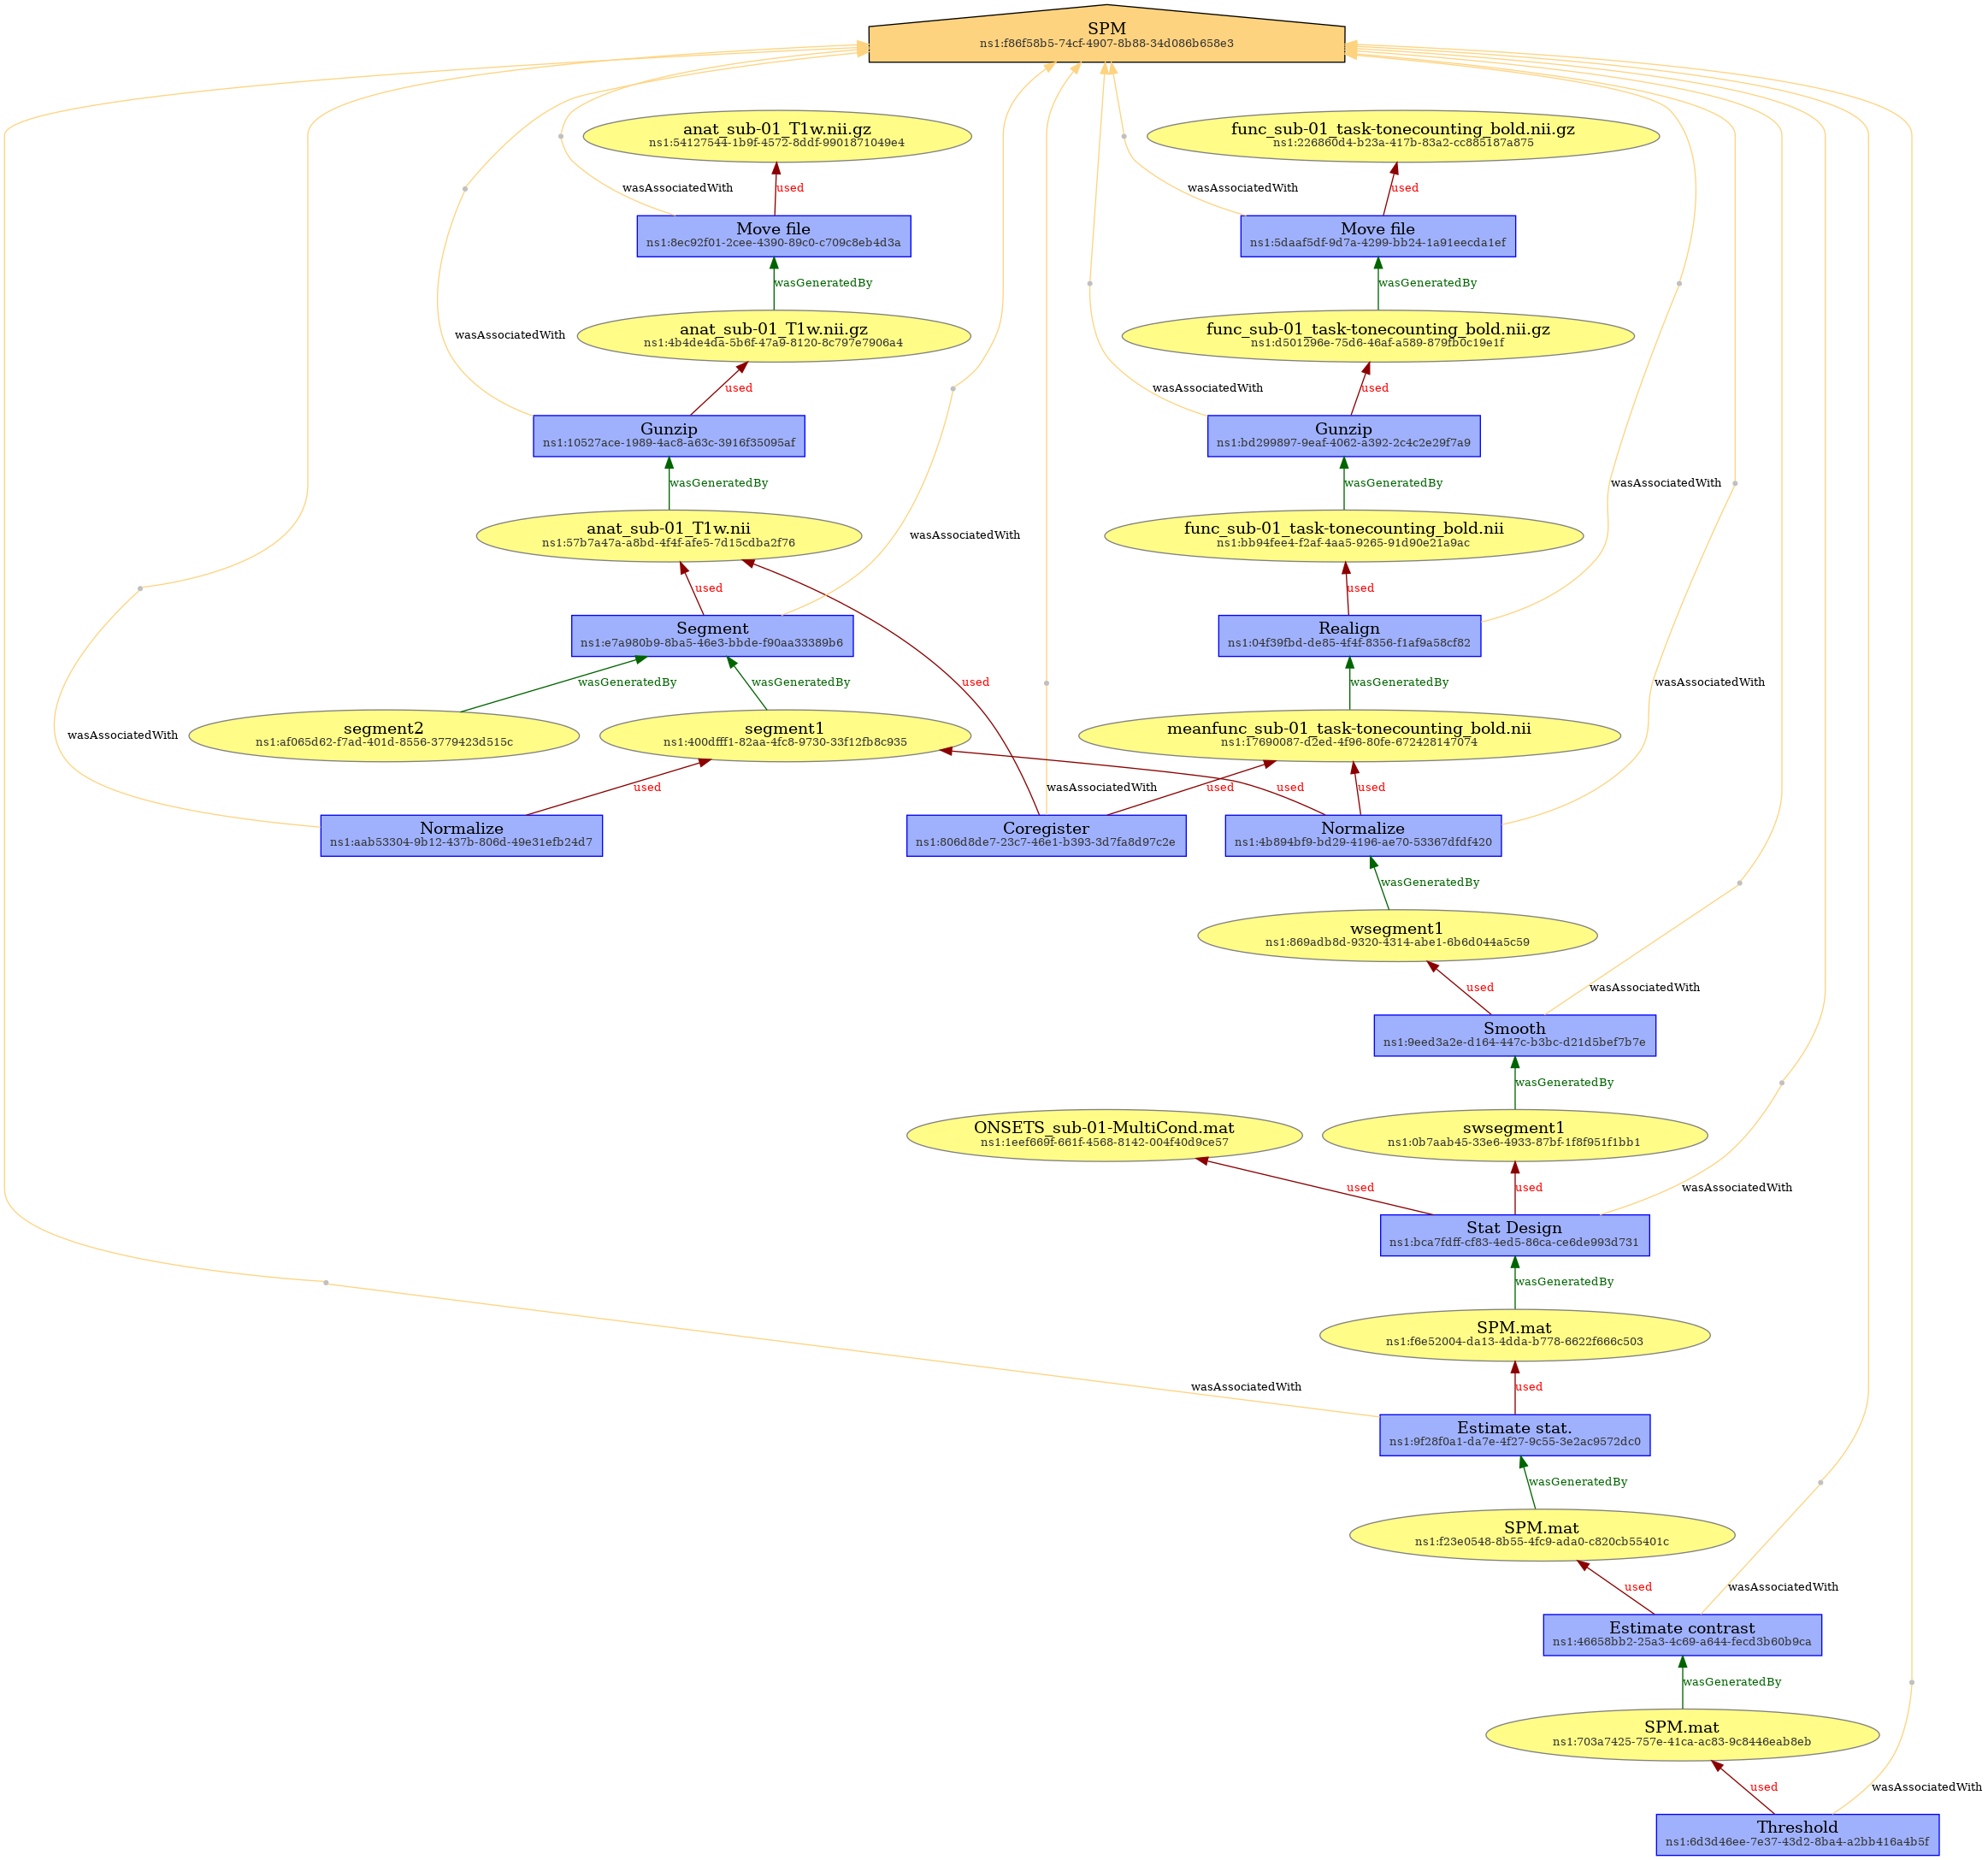 SPM
ns1:f86f58b5-74cf-4907-8b88-34d086b658e3
anat_sub-01_T1w.nii.gz
ns1:54127544-1b9f-4572-8ddf-9901871049e4
func_sub-01_task-tonecounting_bold.nii.gz
ns1:226860d4-b23a-417b-83a2-cc885187a875
wasAssociatedWith
used
wasAssociatedWith
used
Move file
ns1:8ec92f01-2cee-4390-89c0-c709c8eb4d3a
Move file
ns1:5daaf5df-9d7a-4299-bb24-1a91eecda1ef
wasGeneratedBy
wasGeneratedBy
wasAssociatedWith
anat_sub-01_T1w.nii.gz
ns1:4b4de4da-5b6f-47a9-8120-8c797e7906a4
func_sub-01_task-tonecounting_bold.nii.gz
ns1:d501296e-75d6-46af-a589-879fb0c19e1f
used
wasAssociatedWith
used
Gunzip
ns1:10527ace-1989-4ac8-a63c-3916f35095af
Gunzip
ns1:bd299897-9eaf-4062-a392-2c4c2e29f7a9
wasGeneratedBy
wasGeneratedBy
wasAssociatedWith
anat_sub-01_T1w.nii
ns1:57b7a47a-a8bd-4f4f-afe5-7d15cdba2f76
wasAssociatedWith
func_sub-01_task-tonecounting_bold.nii
ns1:bb94fee4-f2af-4aa5-9265-91d90e21a9ac
used
used
Segment
ns1:e7a980b9-8ba5-46e3-bbde-f90aa33389b6
Realign
ns1:04f39fbd-de85-4f4f-8356-f1af9a58cf82
wasGeneratedBy
wasGeneratedBy
used
wasGeneratedBy
wasAssociatedWith
wasAssociatedWith
segment2
ns1:af065d62-f7ad-401d-8556-3779423d515c
segment1
ns1:400dfff1-82aa-4fc8-9730-33f12fb8c935
meanfunc_sub-01_task-tonecounting_bold.nii
ns1:17690087-d2ed-4f96-80fe-672428147074
used
wasAssociatedWith
used
used
used
Normalize
ns1:aab53304-9b12-437b-806d-49e31efb24d7
Coregister
ns1:806d8de7-23c7-46e1-b393-3d7fa8d97c2e
Normalize
ns1:4b894bf9-bd29-4196-ae70-53367dfdf420
wasGeneratedBy
wsegment1
ns1:869adb8d-9320-4314-abe1-6b6d044a5c59
used
wasAssociatedWith
Smooth
ns1:9eed3a2e-d164-447c-b3bc-d21d5bef7b7e
wasGeneratedBy
ONSETS_sub-01-MultiCond.mat
ns1:1eef669f-661f-4568-8142-004f40d9ce57
swsegment1
ns1:0b7aab45-33e6-4933-87bf-1f8f951f1bb1
used
used
wasAssociatedWith
Stat Design
ns1:bca7fdff-cf83-4ed5-86ca-ce6de993d731
wasGeneratedBy
SPM.mat
ns1:f6e52004-da13-4dda-b778-6622f666c503
wasAssociatedWith
used
Estimate stat.
ns1:9f28f0a1-da7e-4f27-9c55-3e2ac9572dc0
wasGeneratedBy
SPM.mat
ns1:f23e0548-8b55-4fc9-ada0-c820cb55401c
used
wasAssociatedWith
Estimate contrast
ns1:46658bb2-25a3-4c69-a644-fecd3b60b9ca
wasGeneratedBy
SPM.mat
ns1:703a7425-757e-41ca-ac83-9c8446eab8eb
used
wasAssociatedWith
Threshold
ns1:6d3d46ee-7e37-43d2-8ba4-a2bb416a4b5f